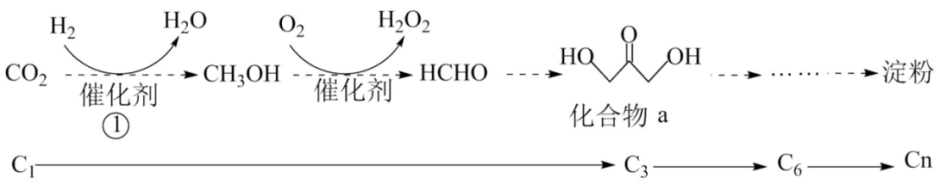 H₂ H₂O O₂ H₂O₂ O
CO₂ CH₃OH HCHO HO OH …… 淀粉
催化剂 催化剂
① 化合物 a
C₁ C₃ C₆ Cn